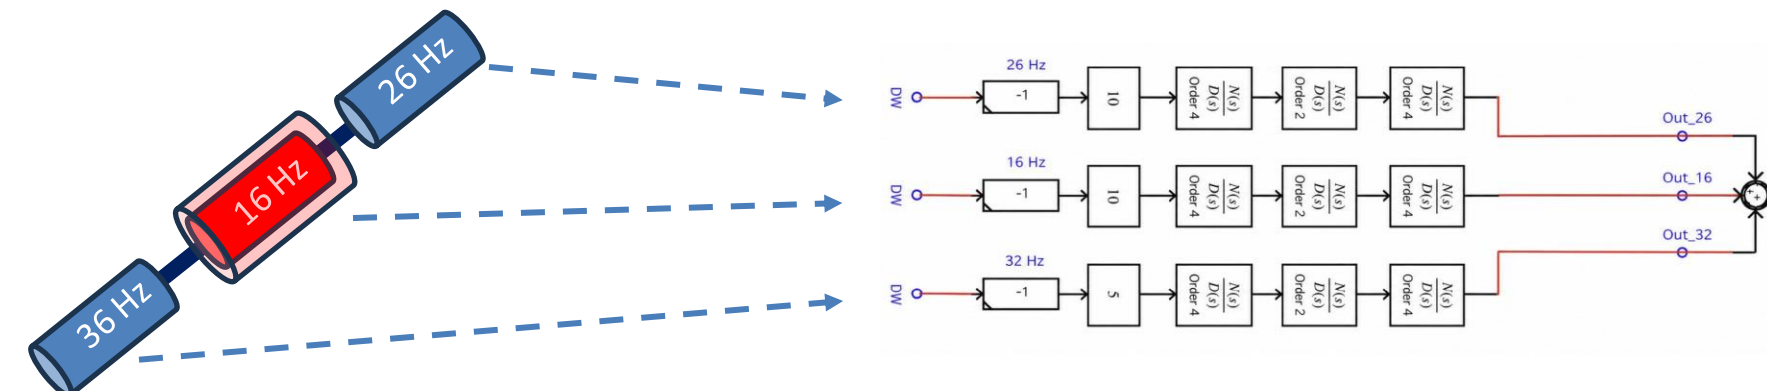 26 Hz
16 Hz
36 Hz
26 Hz
DW
-1
10
N(s)
D(s)
Order 4
N(s)
D(s)
Order 2
N(s)
D(s)
Order 4
Out_26
16 Hz
DW
-1
10
N(s)
D(s)
Order 4
N(s)
D(s)
Order 2
N(s)
D(s)
Order 4
Out_16
+ +
32 Hz
DW
-1
5
N(s)
D(s)
Order 4
N(s)
D(s)
Order 2
N(s)
D(s)
Order 4
Out_32